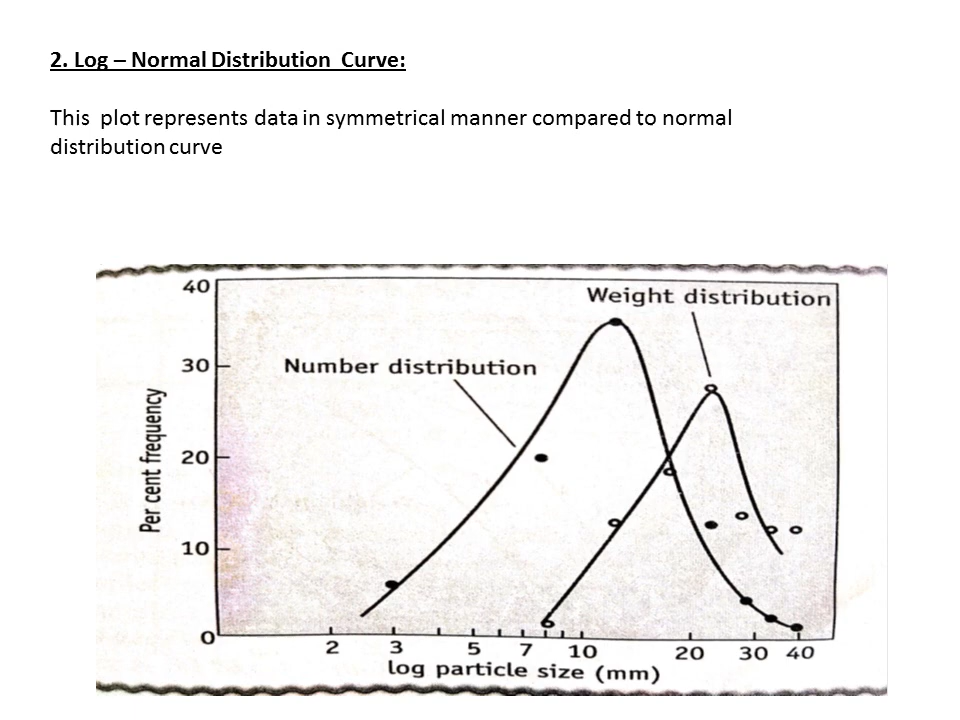 2. Log – Normal Distribution Curve:
This plot represents data in symmetrical manner compared to normal
distribution curve
Weight distribution
Number distribution
Per cent frequency
40
30
20
10
0
2 3 5 7 10 20 30 40
log particle size (mm)